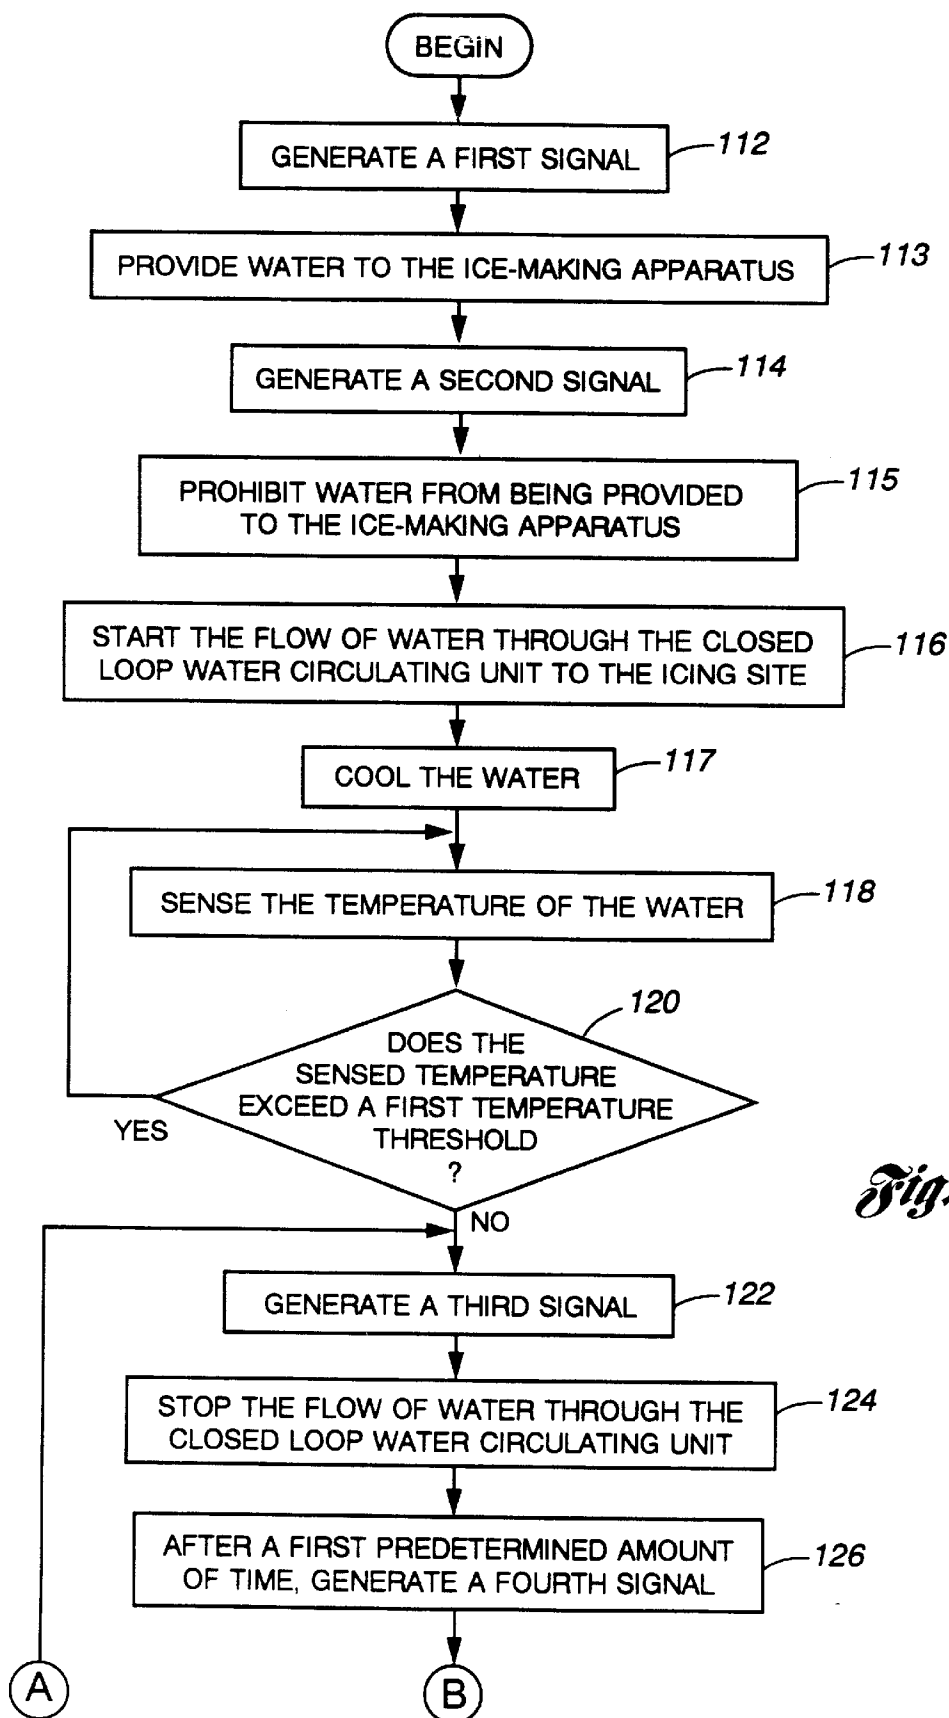 BEGIN
GENERATE A FIRST SIGNAL
112
PROVIDE WATER TO THE ICE-MAKING APPARATUS
113
GENERATE A SECOND SIGNAL
114
PROHIBIT WATER FROM BEING PROVIDED
TO THE ICE-MAKING APPARATUS
115
START THE FLOW OF WATER THROUGH THE CLOSED
LOOP WATER CIRCULATING UNIT TO THE ICING SITE
116
COOL THE WATER
117
SENSE THE TEMPERATURE OF THE WATER
118
120
DOES THE
SENSED TEMPERATURE
EXCEED A FIRST TEMPERATURE
THRESHOLD
?
YES
Fig.
NO
GENERATE A THIRD SIGNAL
122
STOP THE FLOW OF WATER THROUGH THE
CLOSED LOOP WATER CIRCULATING UNIT
124
AFTER A FIRST PREDETERMINED AMOUNT
OF TIME, GENERATE A FOURTH SIGNAL
126
A
B